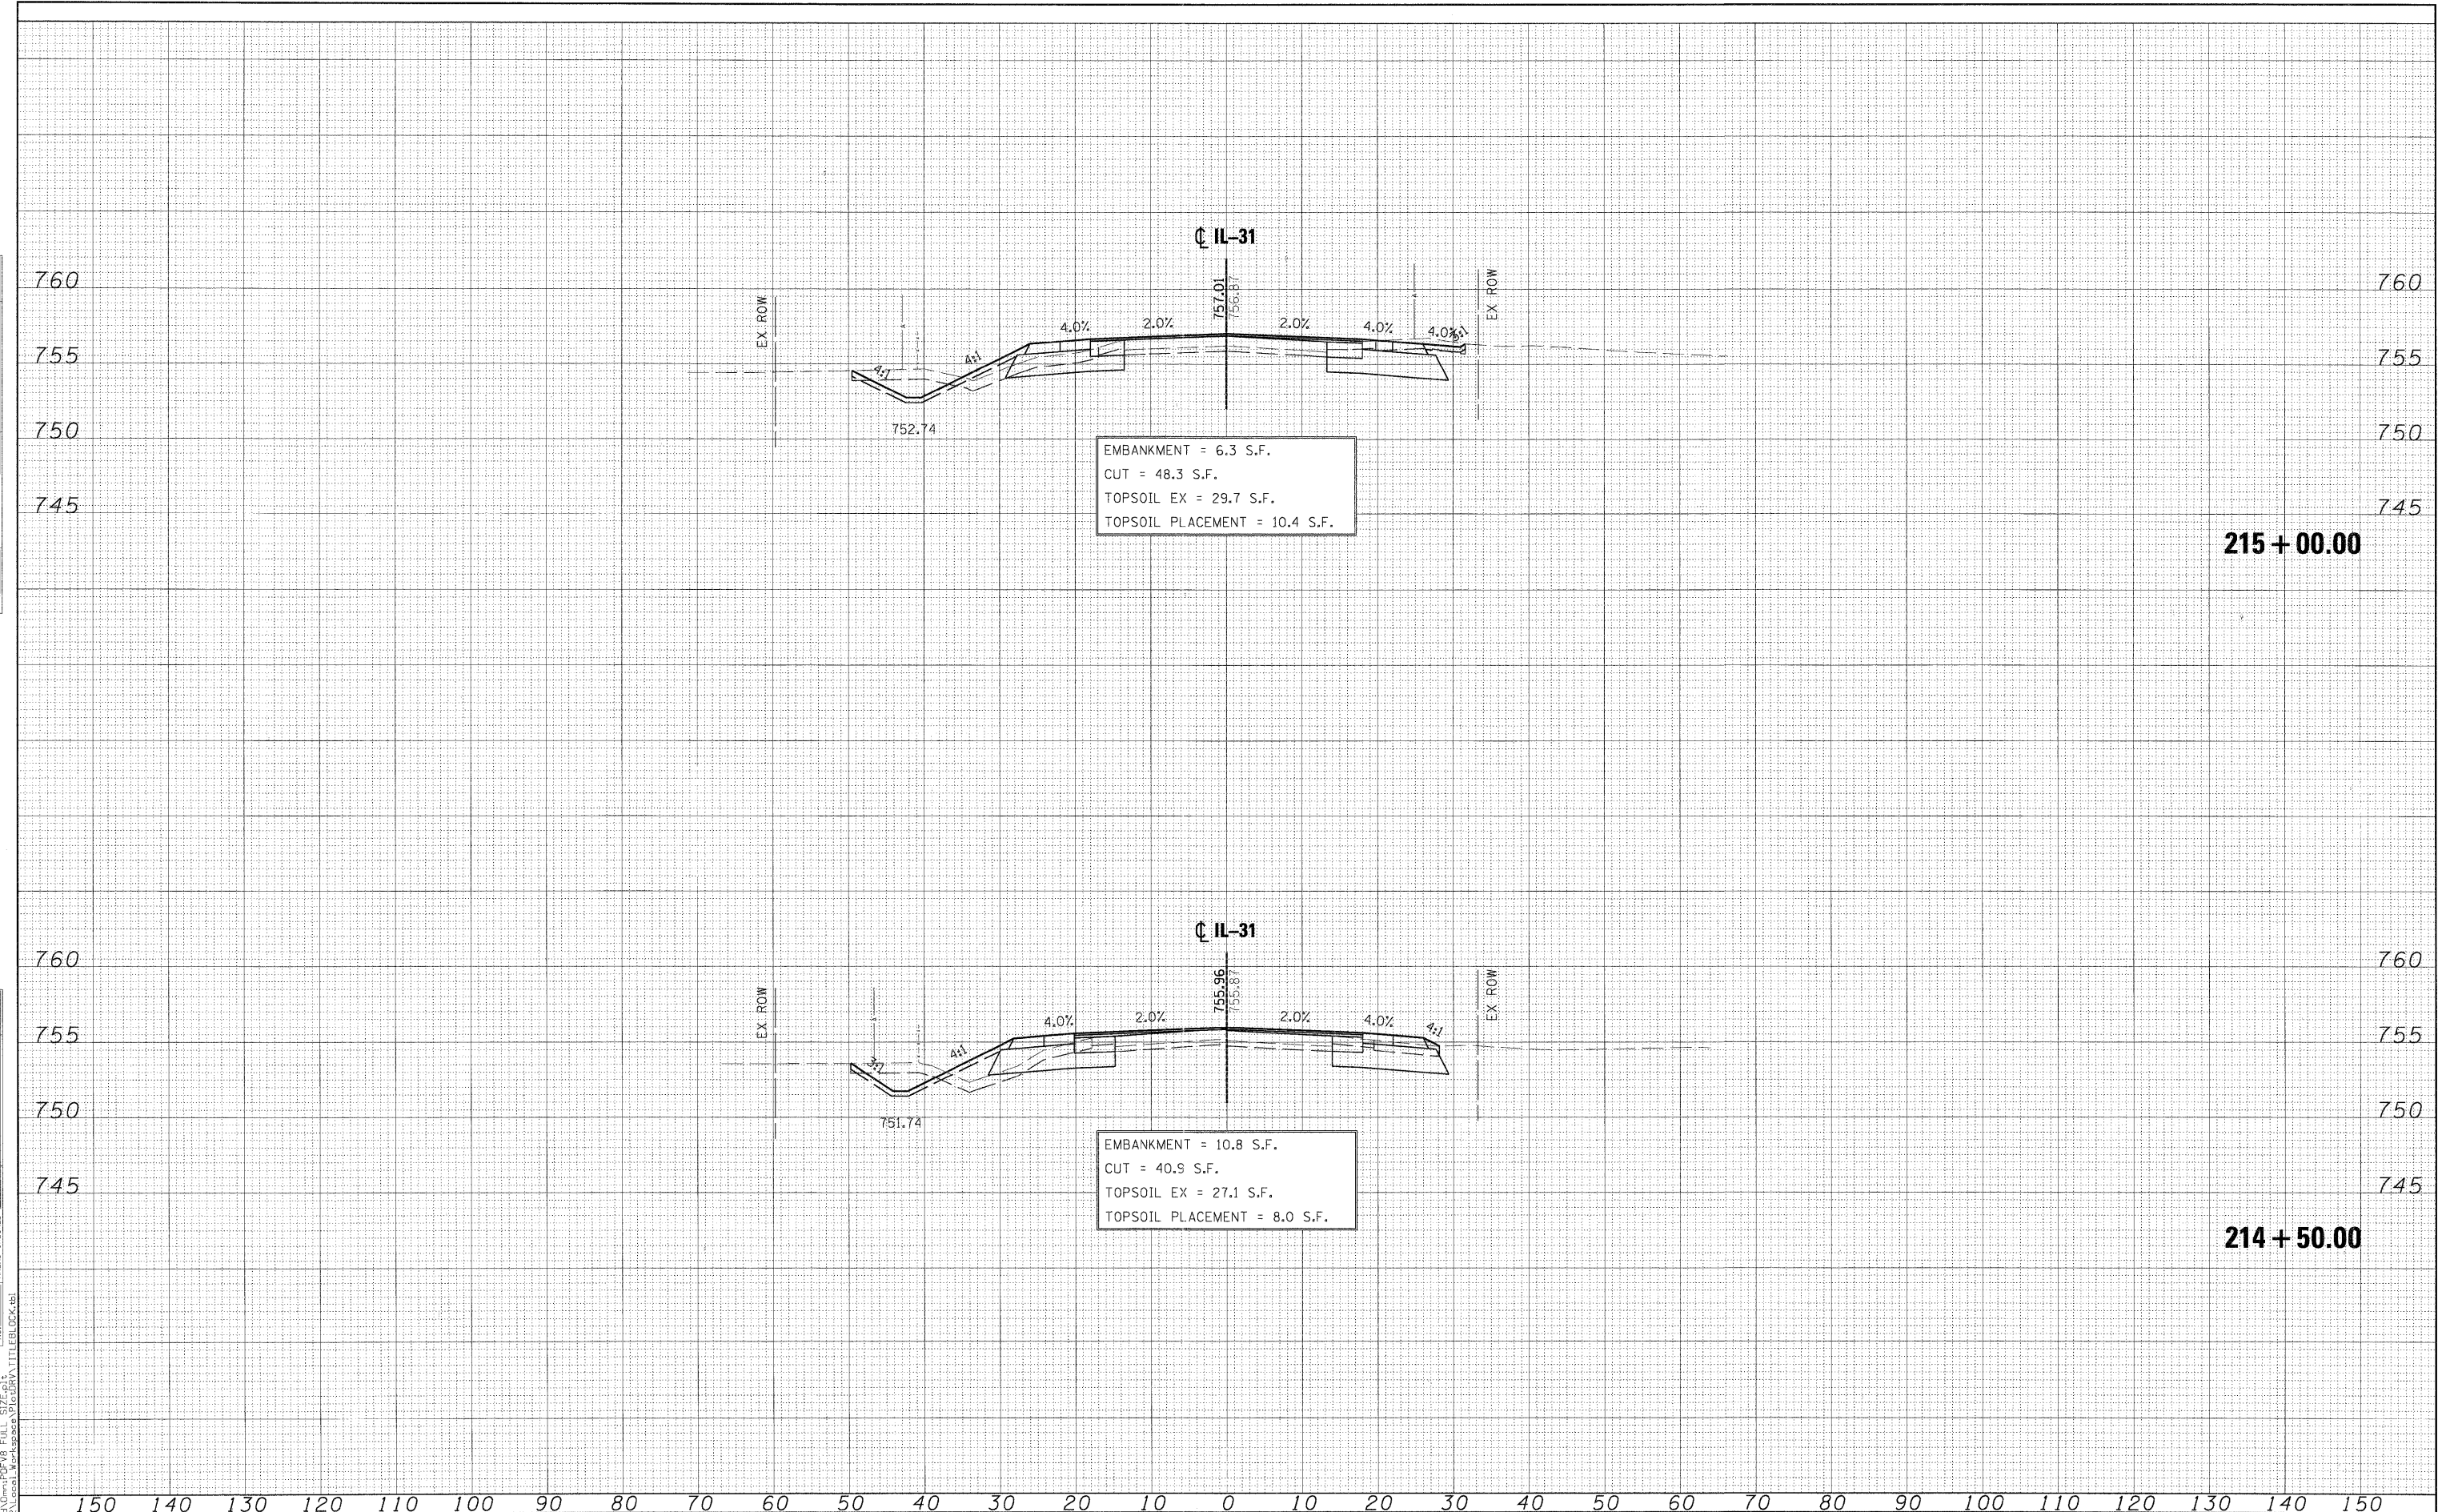 ℄ IL-31
760 760
EX ROW 757.01 756.87 EX ROW
4.0% 2.0% 2.0% 4.0% 4.0%
755 4:1 4:1 755
750 752.74 750
EMBANKMENT = 6.3 S.F.
CUT = 48.3 S.F.
TOPSOIL EX = 29.7 S.F.
TOPSOIL PLACEMENT = 10.4 S.F.
745 745
215 + 00.00
℄ IL-31
760 760
EX ROW 755.96 755.87 EX ROW
4.0% 2.0% 2.0% 4.0% 4:1
755 3:1 4:1 755
750 751.74 750
EMBANKMENT = 10.8 S.F.
CUT = 40.9 S.F.
TOPSOIL EX = 27.1 S.F.
TOPSOIL PLACEMENT = 8.0 S.F.
745 745
214 + 50.00
150 140 130 120 110 100 90 80 70 60 50 40 30 20 10 0 10 20 30 40 50 60 70 80 90 100 110 120 130 140 150